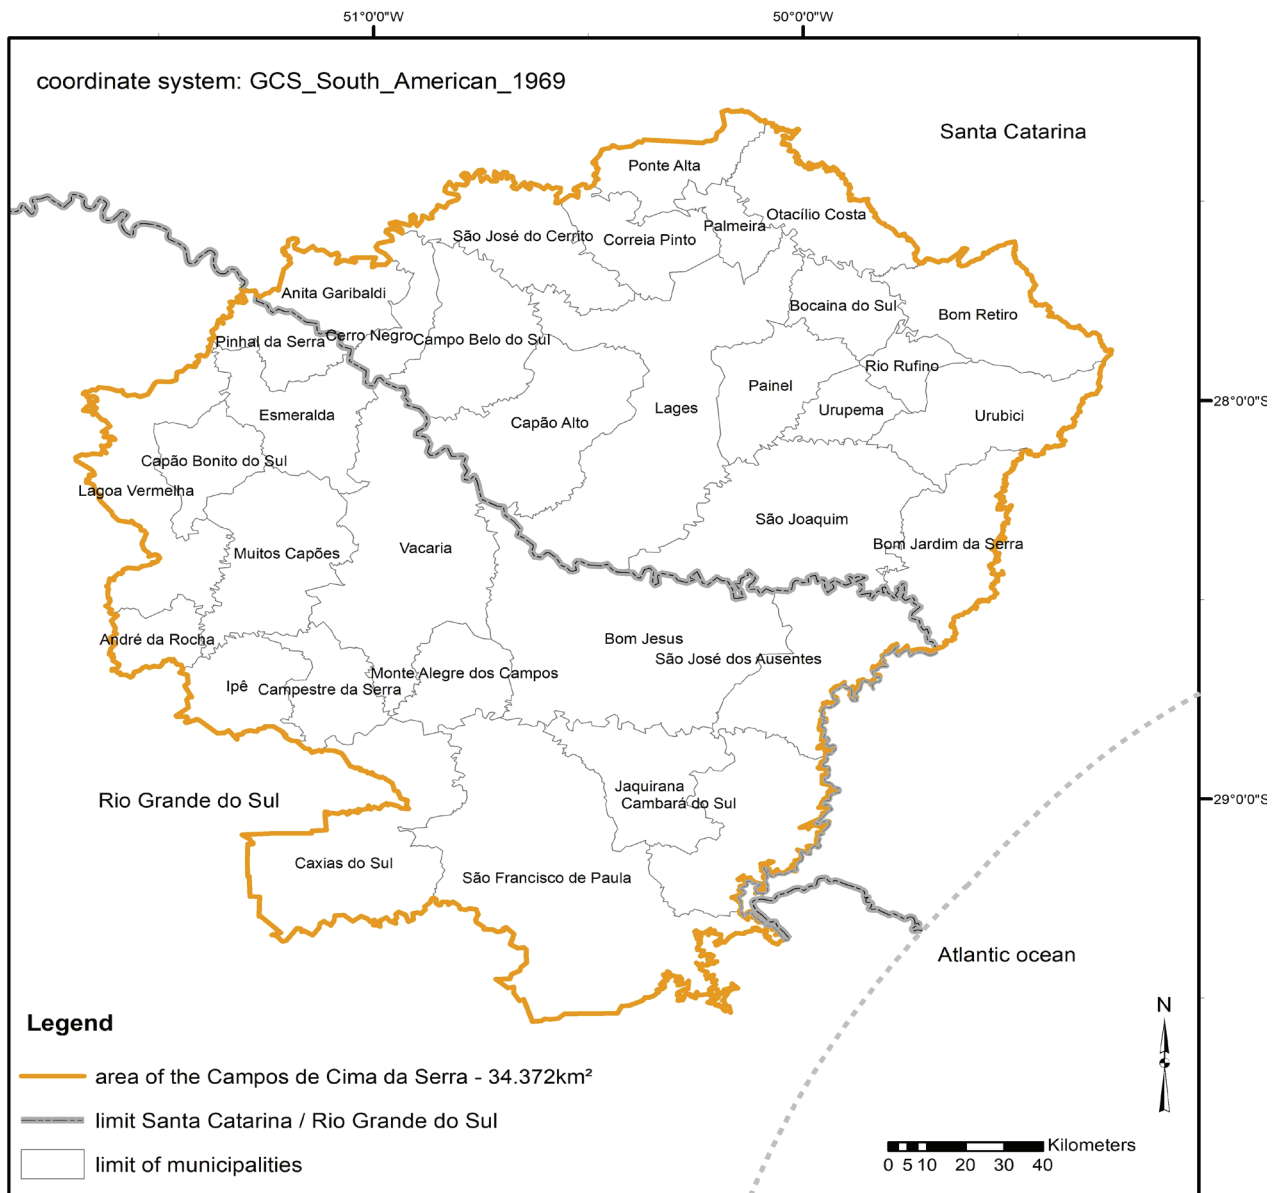 51°0'0"W
50°0'0"W
coordinate system: GCS_South_American_1969
Santa Catarina
Ponte Alta
Otacílio Costa
Palmeira
São José do Cerrito
Correia Pinto
Anita Garibaldi
Bocaina do Sul
Bom Retiro
Pinhal da Serra
Cerro Negro
Campo Belo do Sul
Rio Rufino
Painel
28°0'0"S
Esmeralda
Lages
Urupema
Urubici
Capão Alto
Capão Bonito do Sul
Lagoa Vermelha
São Joaquim
Muitos Capões
Vacaria
Bom Jardim da Serra
André da Rocha
Bom Jesus
São José dos Ausentes
Monte Alegre dos Campos
Ipê
Campestre da Serra
Jaquirana
Rio Grande do Sul
Cambará do Sul
29°0'0"S
Caxias do Sul
São Francisco de Paula
Atlantic ocean
N
Legend
area of the Campos de Cima da Serra - 34.372km²
limit Santa Catarina / Rio Grande do Sul
limit of municipalities
Kilometers
0 5 10 20 30 40